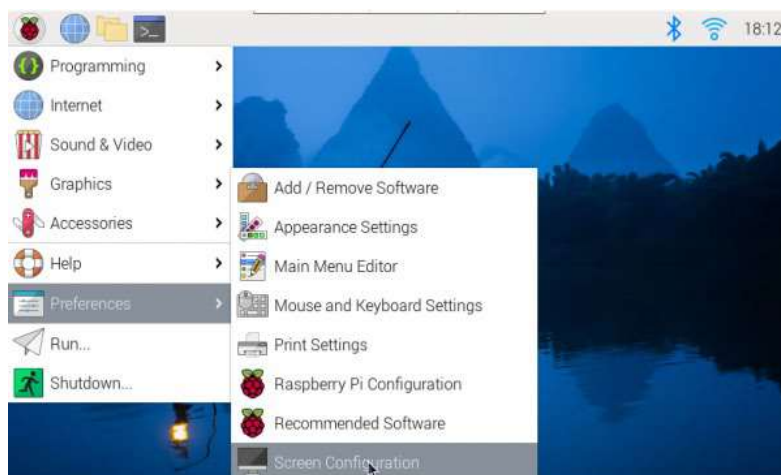 >_
18:12
Programming
Internet
Sound & Video
Graphics
Accessories
Help
Preferences
Run...
Shutdown...
Add / Remove Software
Appearance Settings
Main Menu Editor
Mouse and Keyboard Settings
Print Settings
Raspberry Pi Configuration
Recommended Software
Screen Configuration